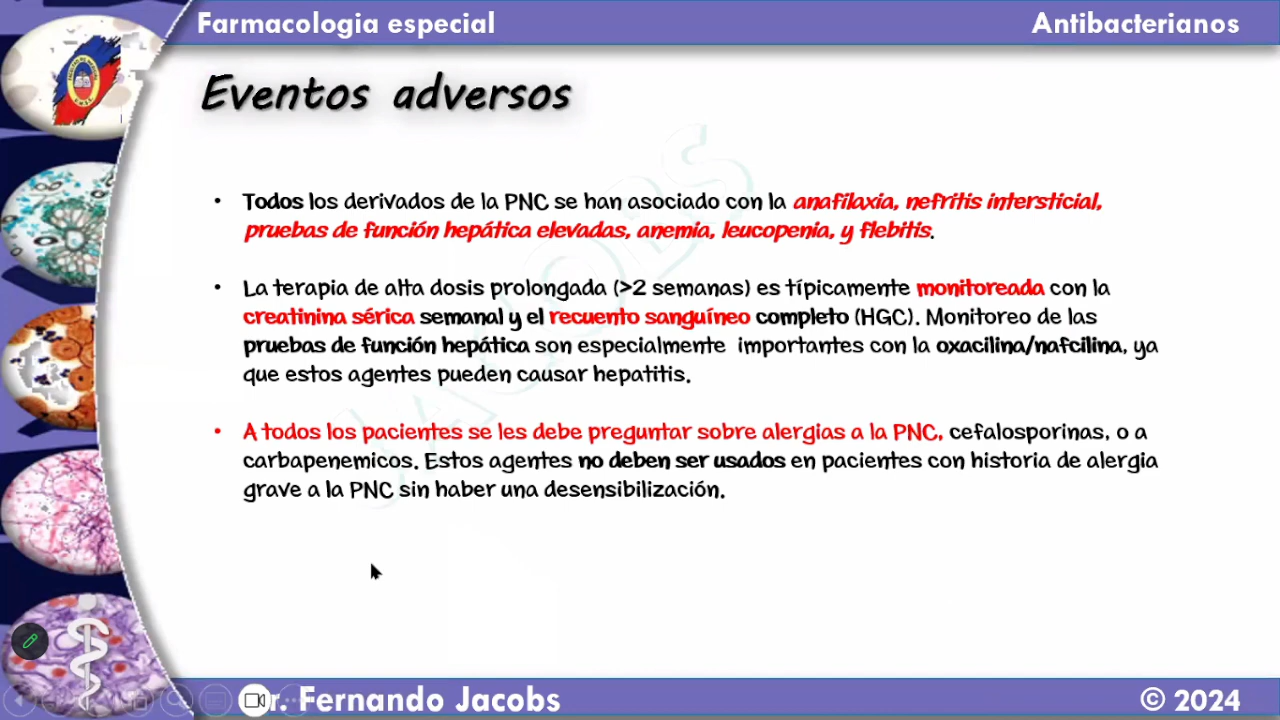 Farmacologia especial
Antibacterianos
Eventos adversos
• Todos los derivados de la PNC se han asociado con la anafilaxia, nefritis intersticial,
pruebas de función hepática elevadas, anemia, leucopenia, y flebitis.
• La terapia de alta dosis prolongada (>2 semanas) es típicamente monitoreada con la
creatinina sérica semanal y el recuento sanguíneo completo (HGC). Monitoreo de las
pruebas de función hepática son especialmente importantes con la oxacilina/nafcilina, ya
que estos agentes pueden causar hepatitis.
• A todos los pacientes se les debe preguntar sobre alergias a la PNC, cefalosporinas, o a
carbapenemicos. Estos agentes no deben ser usados en pacientes con historia de alergia
grave a la PNC sin haber una desensibilización.
JACOBS
r. Fernando Jacobs
© 2024